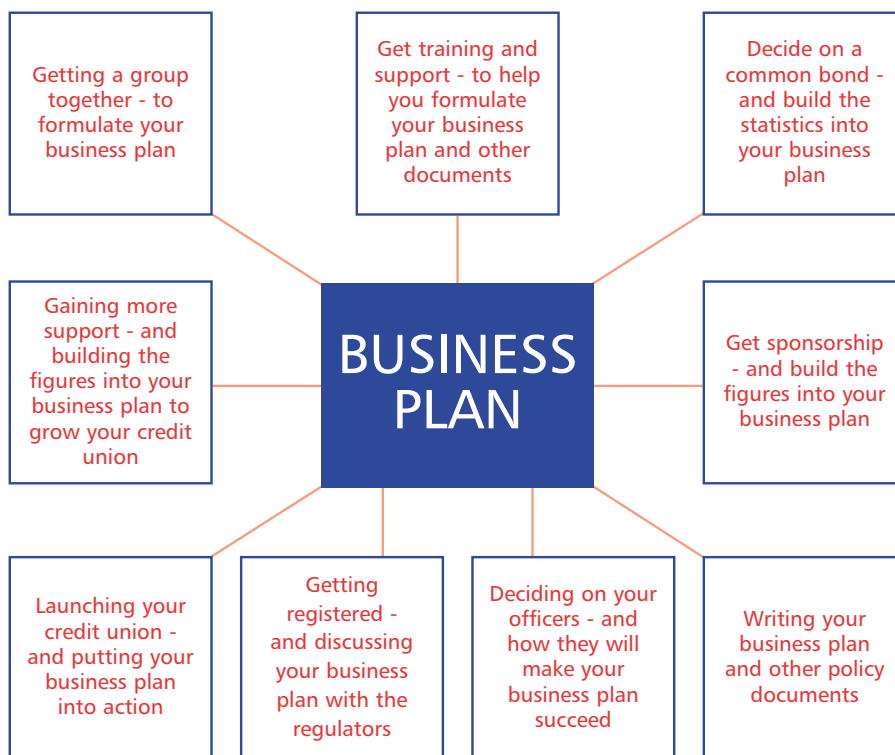 Getting a group
together - to
formulate your
business plan
Get training and
support - to help
you formulate
your business
plan and other
documents
Decide on a
common bond -
and build the
statistics into
your business
plan
Gaining more
support - and
building the
figures into your
business plan to
grow your credit
union
BUSINESS
PLAN
Get sponsorship
- and build the
figures into your
business plan
Launching your
credit union -
and putting your
business plan
into action
Getting
registered -
and discussing
your business
plan with the
regulators
Deciding on your
officers - and
how they will
make your
business plan
succeed
Writing your
business plan
and other policy
documents